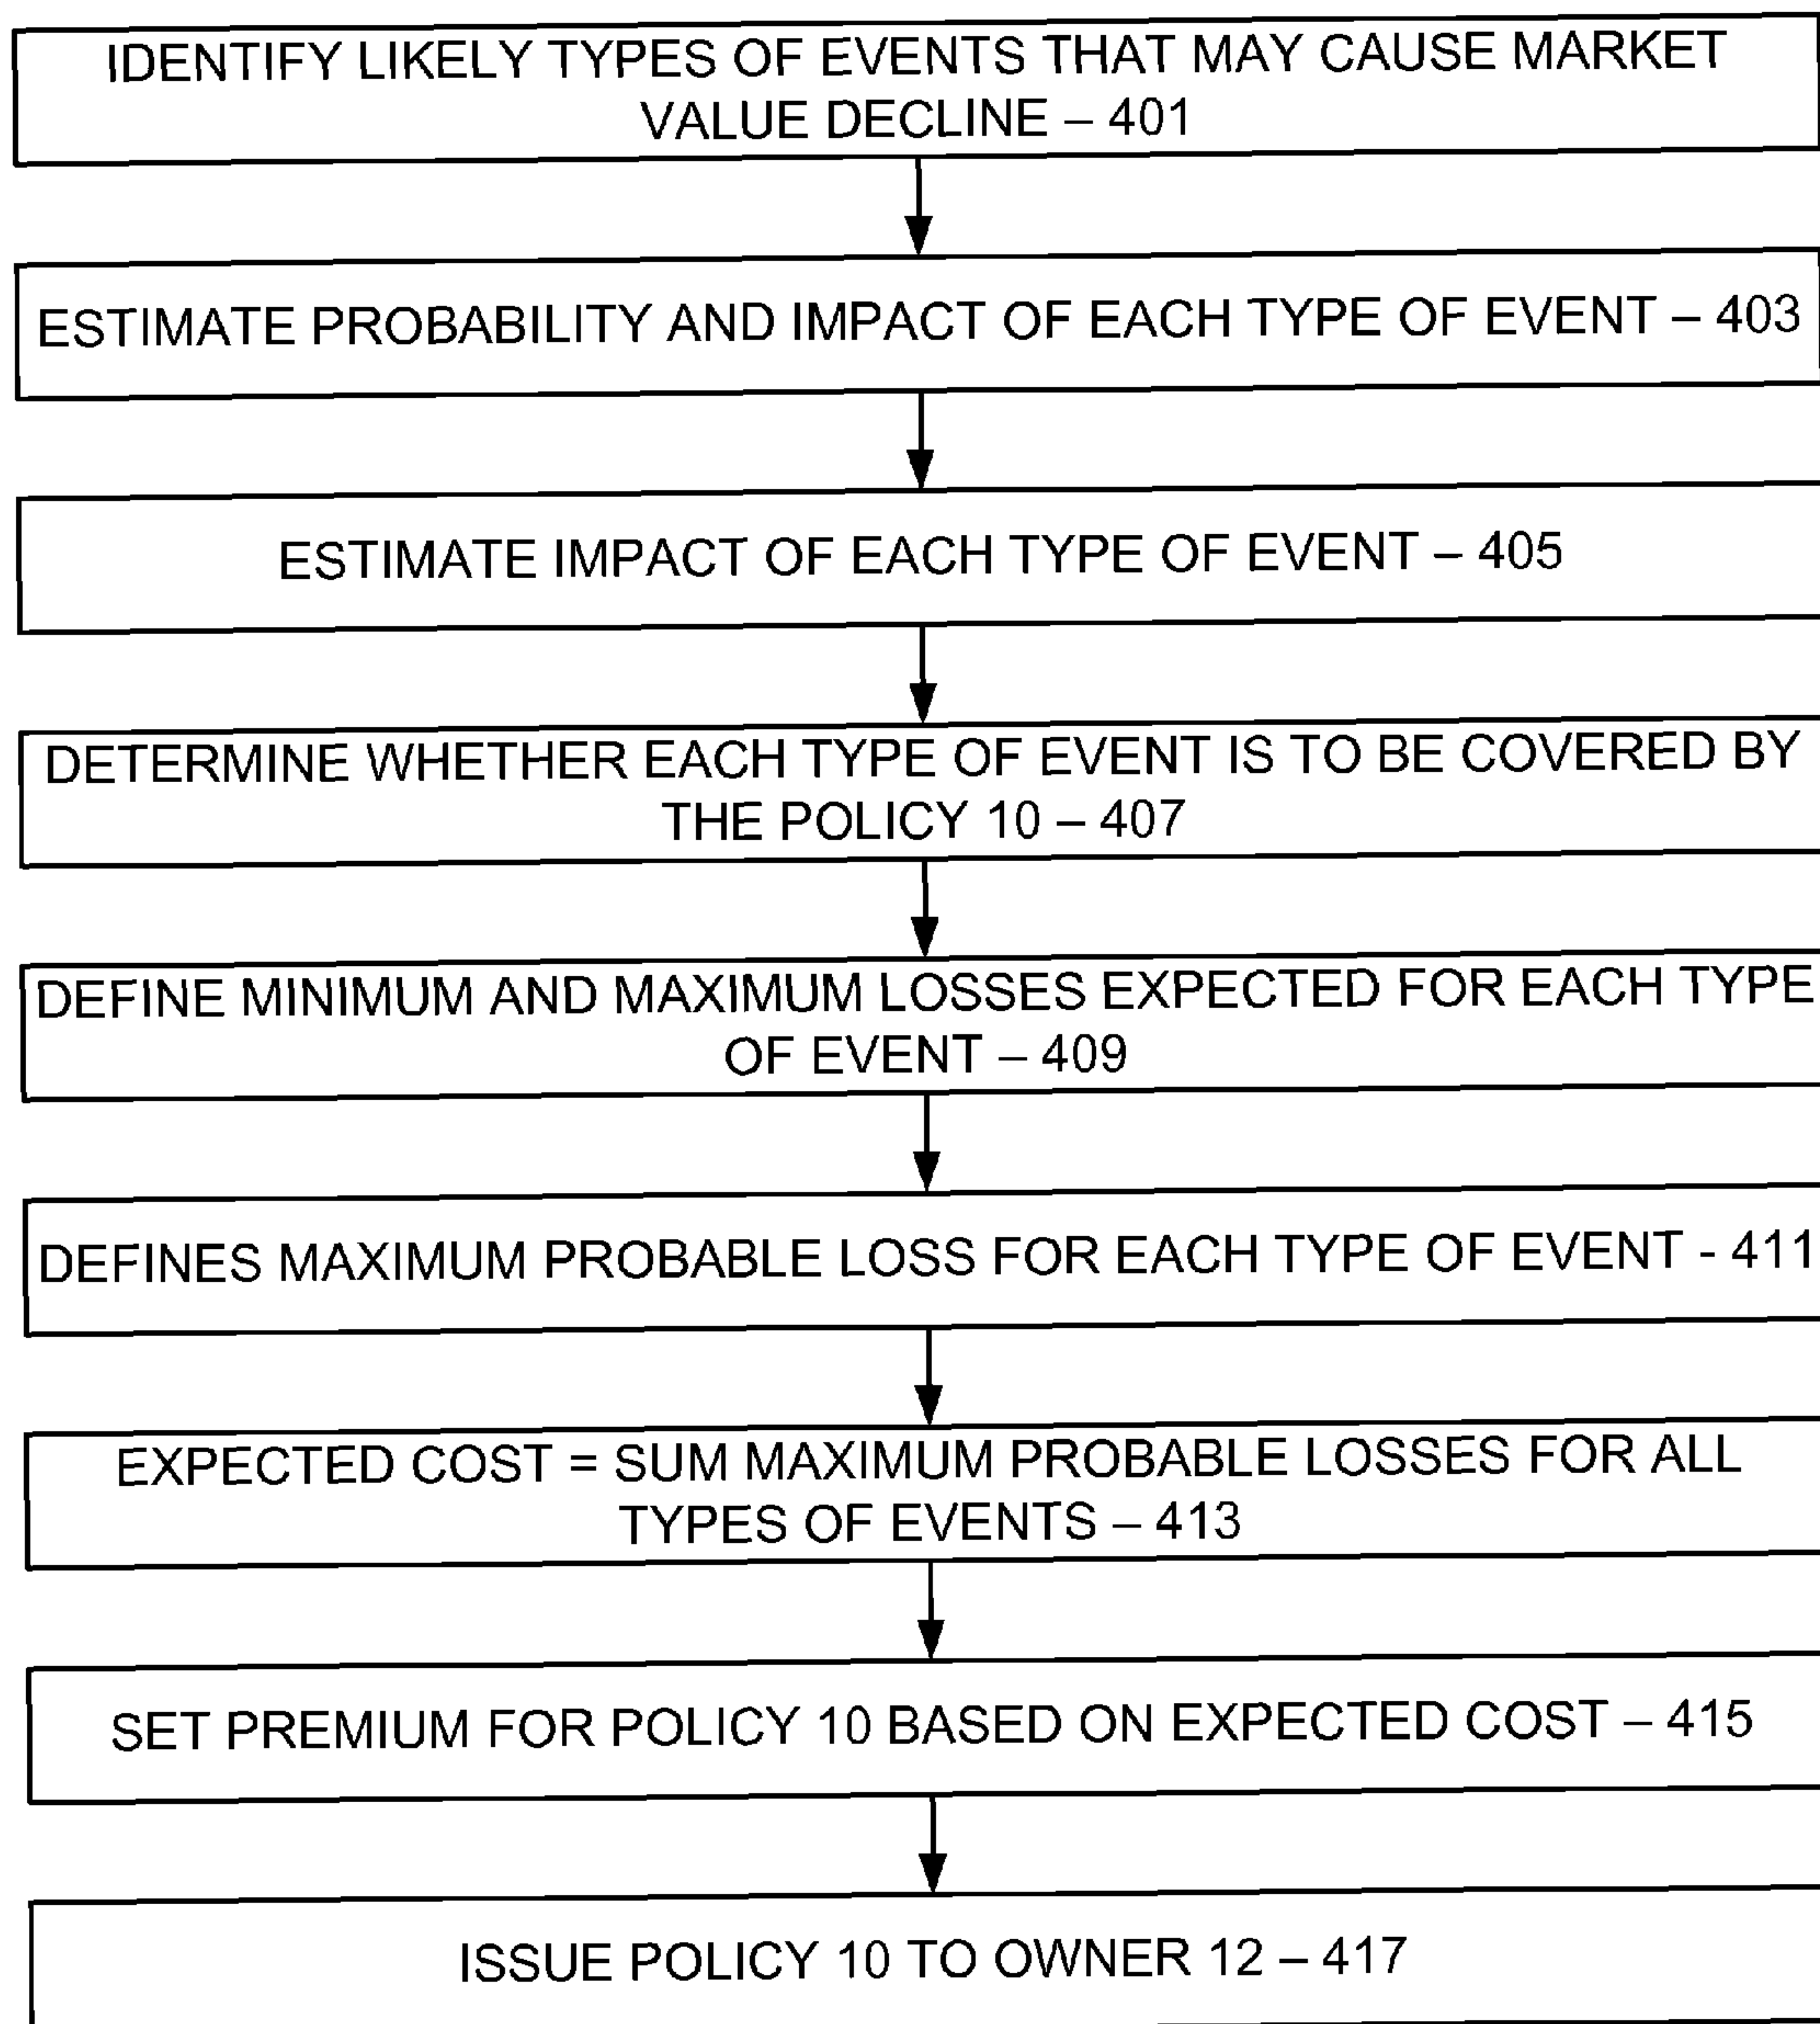 IDENTIFY LIKELY TYPES OF EVENTS THAT MAY CAUSE MARKET
VALUE DECLINE – 401
ESTIMATE PROBABILITY AND IMPACT OF EACH TYPE OF EVENT – 403
ESTIMATE IMPACT OF EACH TYPE OF EVENT – 405
DETERMINE WHETHER EACH TYPE OF EVENT IS TO BE COVERED BY
THE POLICY 10 – 407
DEFINE MINIMUM AND MAXIMUM LOSSES EXPECTED FOR EACH TYPE
OF EVENT – 409
DEFINES MAXIMUM PROBABLE LOSS FOR EACH TYPE OF EVENT - 411
EXPECTED COST = SUM MAXIMUM PROBABLE LOSSES FOR ALL
TYPES OF EVENTS – 413
SET PREMIUM FOR POLICY 10 BASED ON EXPECTED COST – 415
ISSUE POLICY 10 TO OWNER 12 – 417